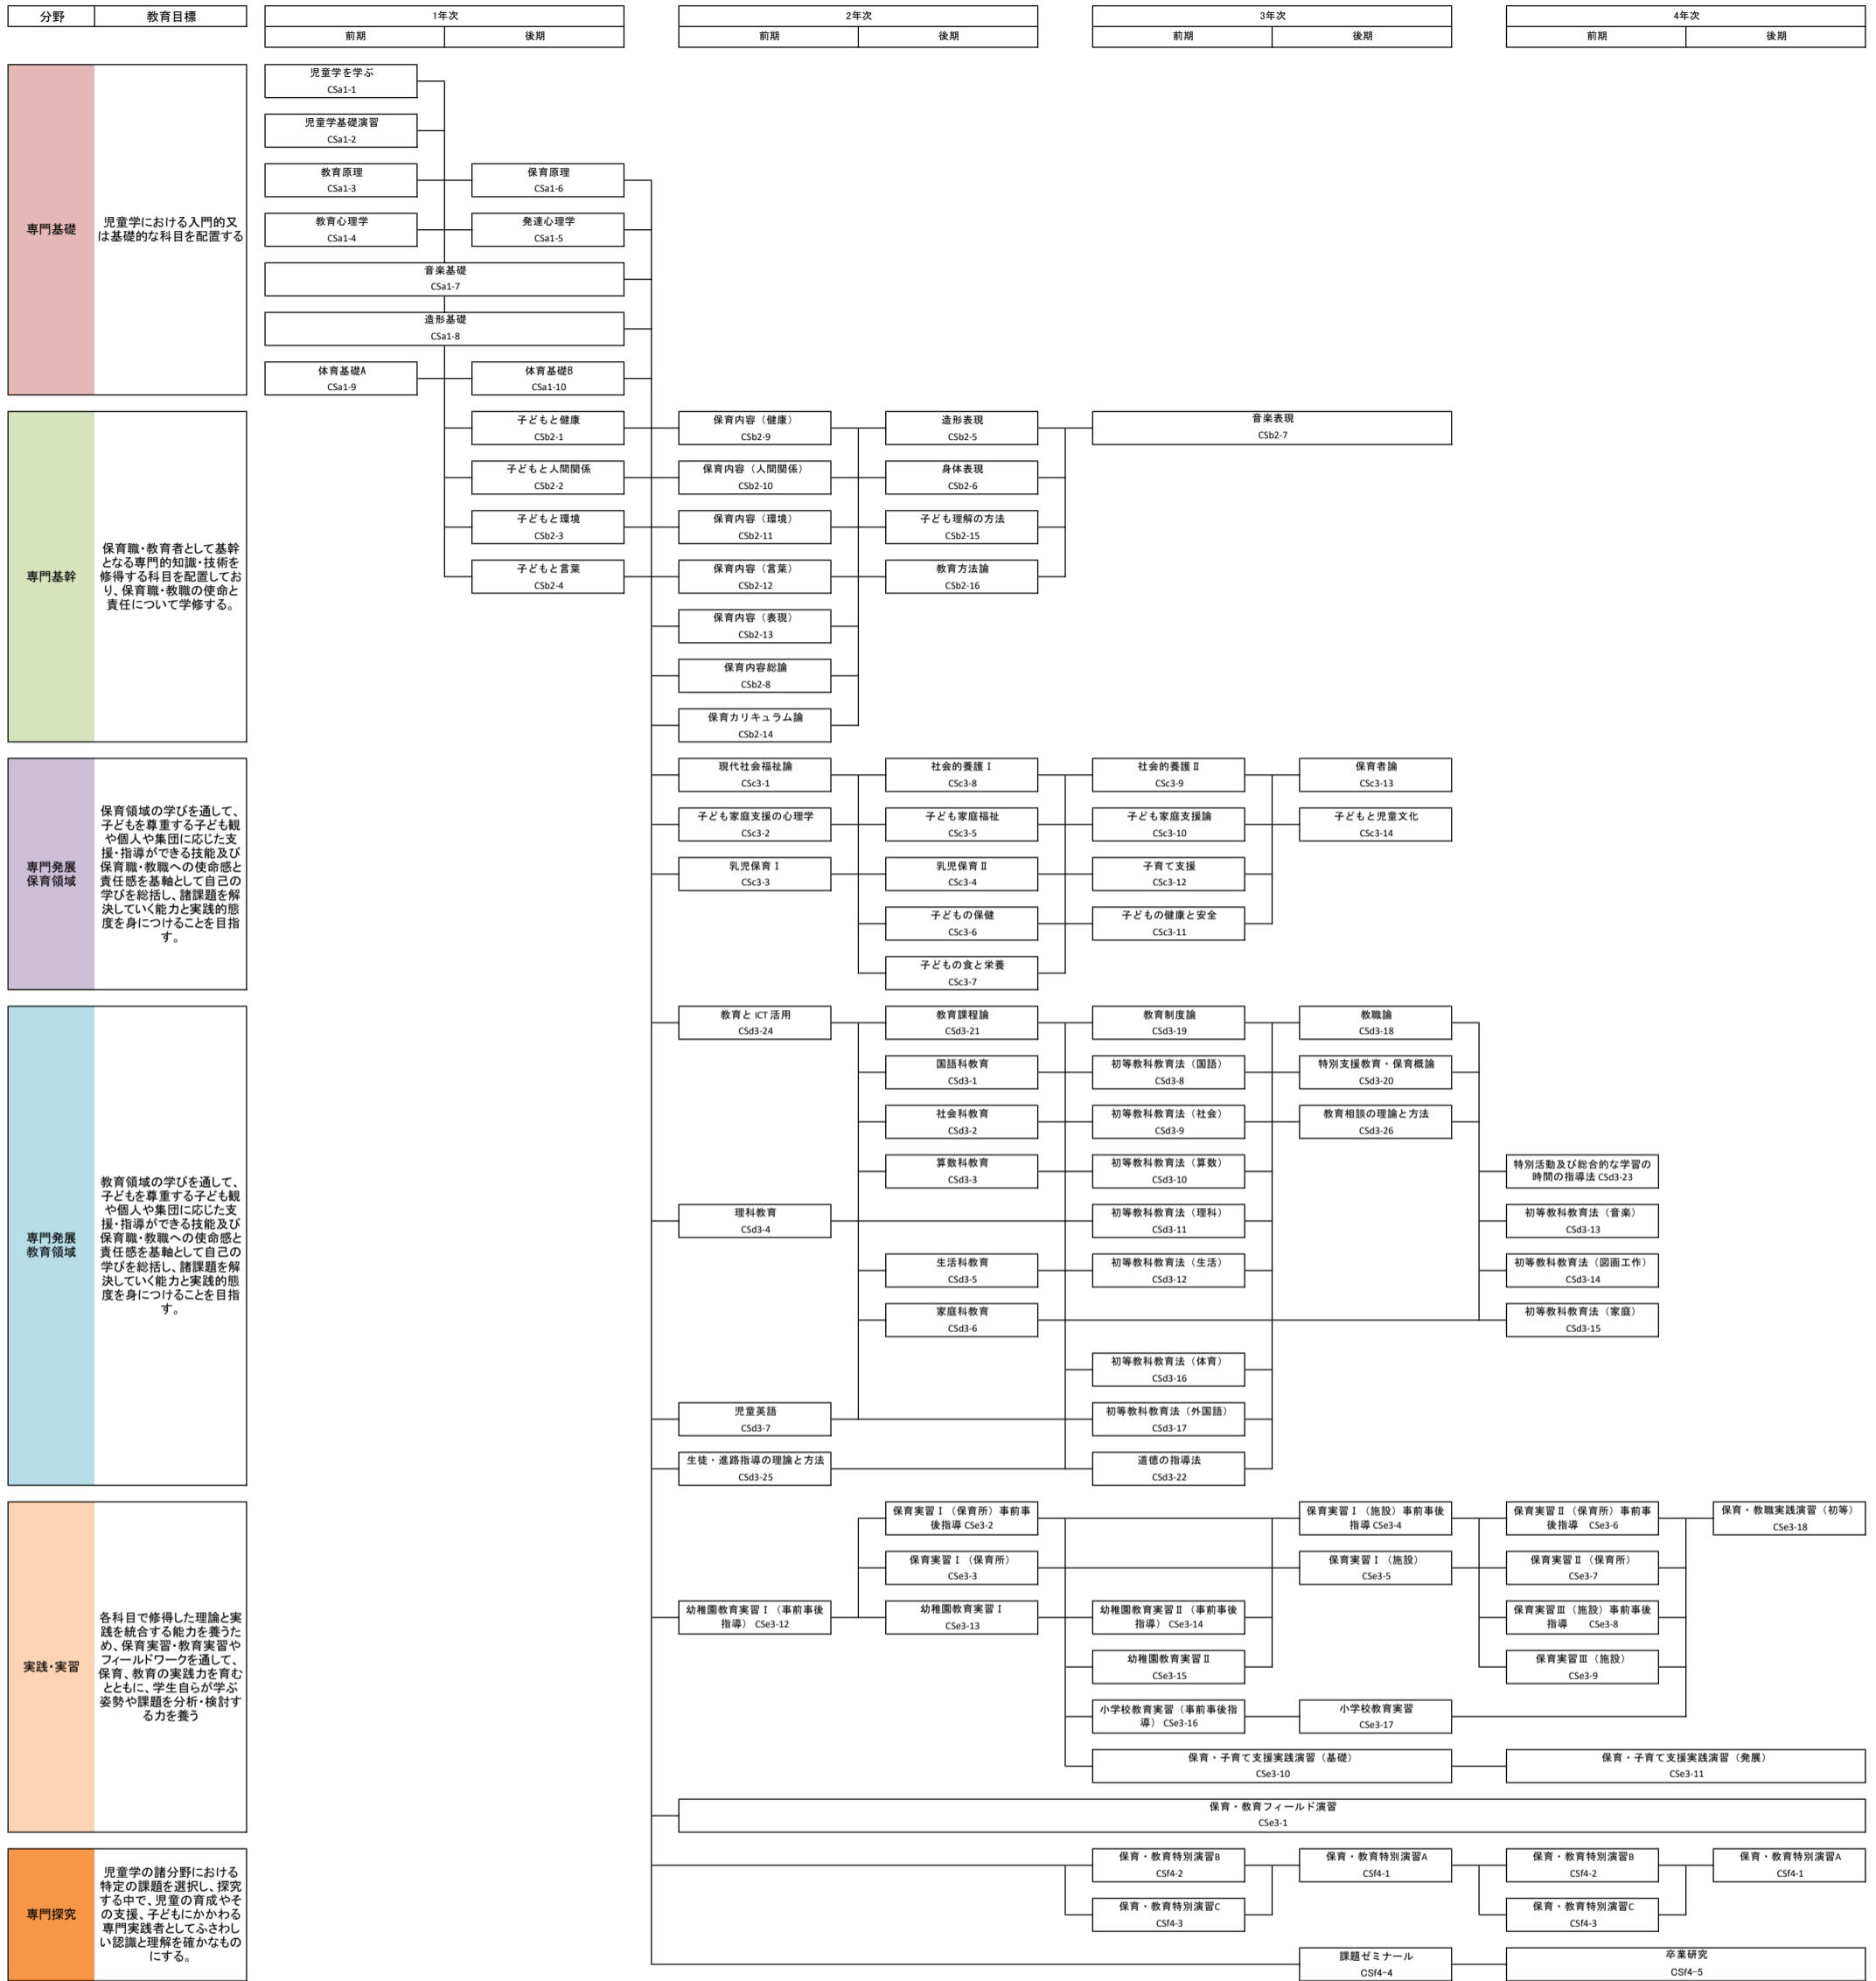 分野
教育目標
1年次
2年次
3年次
4年次
前期
後期
前期
後期
前期
後期
前期
後期
専門基礎
児童学における入門的又
は基礎的な科目を配置する
児童学を学ぶ
CSa1-1
児童学基礎演習
CSa1-2
教育原理
CSa1-3
保育原理
CSa1-6
教育心理学
CSa1-4
発達心理学
CSa1-5
音楽基礎
CSa1-7
造形基礎
CSa1-8
体育基礎A
CSa1-9
体育基礎B
CSa1-10
専門基幹
保育職・教育者として基幹
となる専門的知識・技術を
修得する科目を配置してお
り、保育職・教職の使命と
責任について学修する。
子どもと健康
CSb2-1
保育内容（健康）
CSb2-9
造形表現
CSb2-5
音楽表現
CSb2-7
子どもと人間関係
CSb2-2
保育内容（人間関係）
CSb2-10
身体表現
CSb2-6
子どもと環境
CSb2-3
保育内容（環境）
CSb2-11
子ども理解の方法
CSb2-15
子どもと言葉
CSb2-4
保育内容（言葉）
CSb2-12
教育方法論
CSb2-16
保育内容（表現）
CSb2-13
保育内容総論
CSb2-8
保育カリキュラム論
CSb2-14
専門発展
保育領域
保育領域の学びを通して、
子どもを尊重する子ども観
や個人や集団に応じた支
援・指導ができる技能及び
保育職・教職への使命感と
責任感を基軸として自己の
学びを総括し、諸課題を解
決していく能力と実践的態
度を身につけることを目指
す。
現代社会福祉論
CSc3-1
社会的養護Ⅰ
CSc3-8
社会的養護Ⅱ
CSc3-9
保育者論
CSc3-13
子ども家庭支援の心理学
CSc3-2
子ども家庭福祉
CSc3-5
子ども家庭支援論
CSc3-10
子どもと児童文化
CSc3-14
乳児保育Ⅰ
CSc3-3
乳児保育Ⅱ
CSc3-4
子育て支援
CSc3-12
子どもの保健
CSc3-6
子どもの健康と安全
CSc3-11
子どもの食と栄養
CSc3-7
専門発展
教育領域
教育領域の学びを通して、
子どもを尊重する子ども観
や個人や集団に応じた支
援・指導ができる技能及び
保育職・教職への使命感と
責任感を基軸として自己の
学びを総括し、諸課題を解
決していく能力と実践的態
度を身につけることを目指
す。
教育と ICT 活用
CSd3-24
教育課程論
CSd3-21
教育制度論
CSd3-19
教職論
CSd3-18
国語科教育
CSd3-1
初等教科教育法（国語）
CSd3-8
特別支援教育・保育概論
CSd3-20
社会科教育
CSd3-2
初等教科教育法（社会）
CSd3-9
教育相談の理論と方法
CSd3-26
算数科教育
CSd3-3
初等教科教育法（算数）
CSd3-10
特別活動及び総合的な学習の
時間の指導法 CSd3-23
理科教育
CSd3-4
初等教科教育法（理科）
CSd3-11
初等教科教育法（音楽）
CSd3-13
生活科教育
CSd3-5
初等教科教育法（生活）
CSd3-12
初等教科教育法（図画工作）
CSd3-14
家庭科教育
CSd3-6
初等教科教育法（家庭）
CSd3-15
初等教科教育法（体育）
CSd3-16
児童英語
CSd3-7
初等教科教育法（外国語）
CSd3-17
生徒・進路指導の理論と方法
CSd3-25
道徳の指導法
CSd3-22
実践・実習
各科目で修得した理論と実
践を統合する能力を養うた
め、保育実習・教育実習や
フィールドワークを通して、
保育、教育の実践力を育む
とともに、学生自らが学ぶ
姿勢や課題を分析・検討す
る力を養う
保育実習Ⅰ（保育所）事前事
後指導 CSe3-2
保育実習Ⅰ（施設）事前事後
指導 CSe3-4
保育実習Ⅱ（保育所）事前事
後指導 CSe3-6
保育・教職実践演習（初等）
CSe3-18
保育実習Ⅰ（保育所）
CSe3-3
保育実習Ⅰ（施設）
CSe3-5
保育実習Ⅱ（保育所）
CSe3-7
幼稚園教育実習Ⅰ（事前事後
指導） CSe3-12
幼稚園教育実習Ⅰ
CSe3-13
幼稚園教育実習Ⅱ（事前事後
指導） CSe3-14
保育実習Ⅲ（施設）事前事後
指導 CSe3-8
幼稚園教育実習Ⅱ
CSe3-15
保育実習Ⅲ（施設）
CSe3-9
小学校教育実習（事前事後指
導） CSe3-16
小学校教育実習
CSe3-17
保育・子育て支援実践演習（基礎）
CSe3-10
保育・子育て支援実践演習（発展）
CSe3-11
保育・教育フィールド演習
CSe3-1
専門探究
児童学の諸分野における
特定の課題を選択し、探究
する中で、児童の育成やそ
の支援、子どもにかかわる
専門実践者としてふさわし
い認識と理解を確かなもの
にする。
保育・教育特別演習B
CSf4-2
保育・教育特別演習A
CSf4-1
保育・教育特別演習B
CSf4-2
保育・教育特別演習A
CSf4-1
保育・教育特別演習C
CSf4-3
保育・教育特別演習C
CSf4-3
課題ゼミナール
CSf4-4
卒業研究
CSf4-5